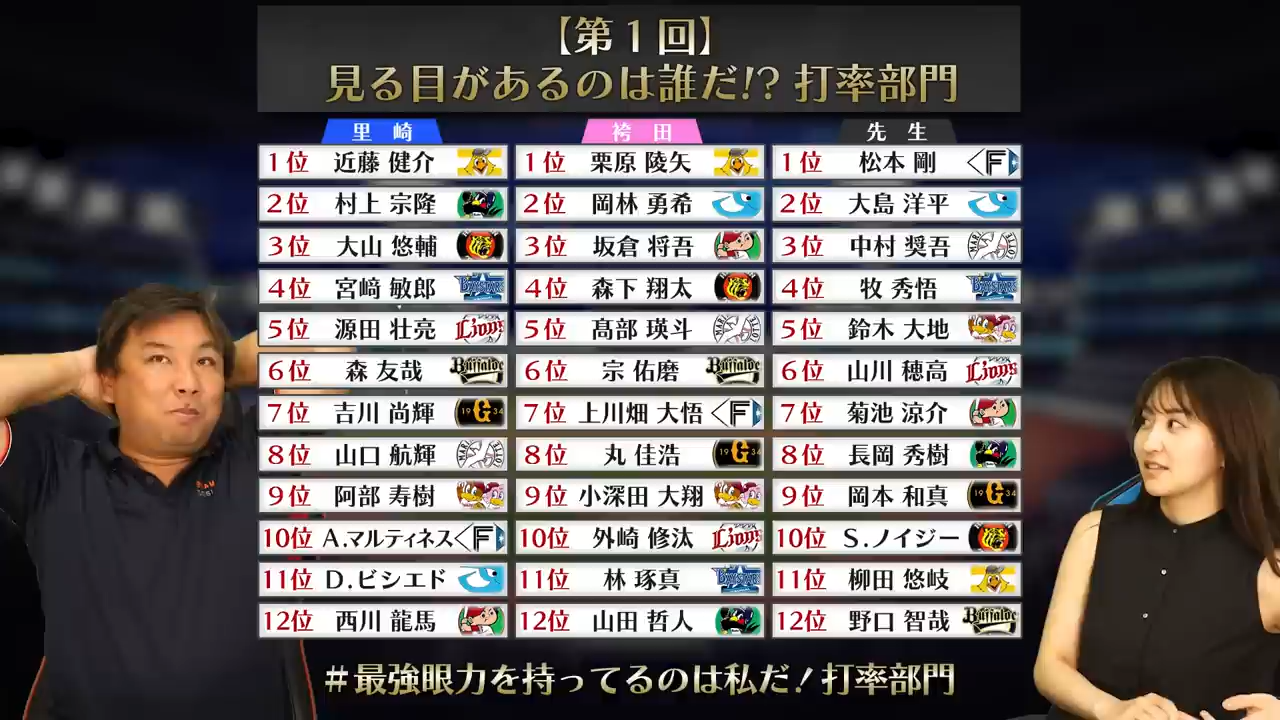 【第1回】
見る目があるのは誰だ!? 打率部門
里崎
1位 近藤 健介
2位 村上 宗隆
3位 大山 悠輔
4位 宮﨑 敏郎
5位 源田 壮亮 Lions
6位 森 友哉 Buffaloes
7位 吉川 尚輝 19 G 34
8位 山口 航輝
9位 阿部 寿樹
10位 A.マルティネス F
11位 D.ビシエド
12位 西川 龍馬
袴田
1位 栗原 陵矢
2位 岡林 勇希
3位 坂倉 将吾
4位 森下 翔太
5位 髙部 瑛斗
6位 宗 佑磨 Buffaloes
7位 上川畑 大悟 F
8位 丸 佳浩 19 G 34
9位 小深田 大翔
10位 外崎 修汰 Lions
11位 林 琢真
12位 山田 哲人
先生
1位 松本 剛 F
2位 大島 洋平
3位 中村 奨吾
4位 牧 秀悟
5位 鈴木 大地
6位 山川 穂高 Lions
7位 菊池 涼介
8位 長岡 秀樹
9位 岡本 和真 19 G 34
10位 S.ノイジー
11位 柳田 悠岐
12位 野口 智哉 Buffaloes
#最強眼力を持ってるのは私だ!打率部門